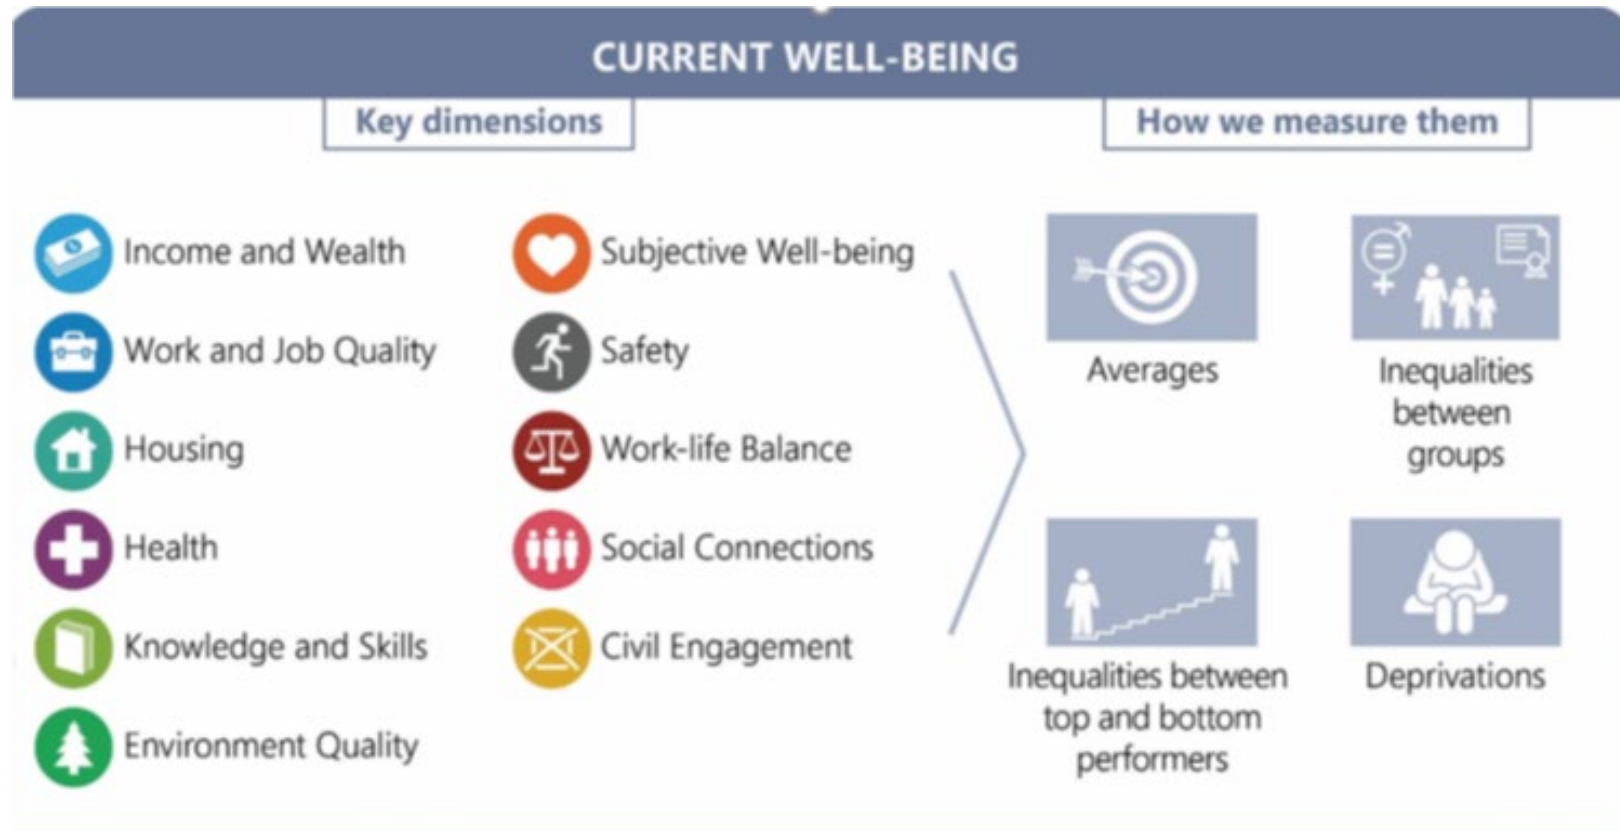 CURRENT WELL-BEING
Key dimensions
How we measure them
Income and Wealth
Work and Job Quality
Housing
Health
Knowledge and Skills
Environment Quality
Subjective Well-being
Safety
Work-life Balance
Social Connections
Civil Engagement
Averages
Inequalities
between
groups
Inequalities between
top and bottom
performers
Deprivations